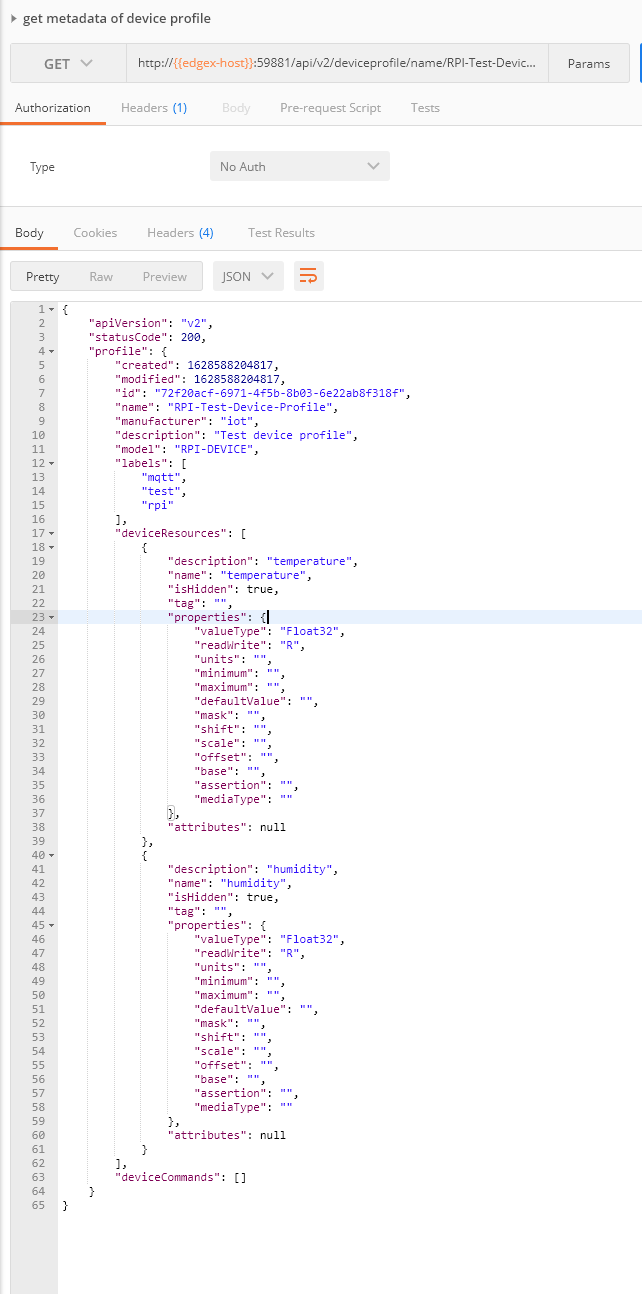 get metadata of device profile
GET http://{{edgex-host}}:59881/api/v2/deviceprofile/name/RPI-Test-Devic... Params
Authorization Headers (1) Body Pre-request Script Tests
Type No Auth
Body Cookies Headers (4) Test Results
Pretty Raw Preview JSON
1 {
2 "apiVersion": "v2",
3 "statusCode": 200,
4 "profile": {
5 "created": 1628588204817,
6 "modified": 1628588204817,
7 "id": "72f20acf-6971-4f5b-8b03-6e22ab8f318f",
8 "name": "RPI-Test-Device-Profile",
9 "manufacturer": "iot",
10 "description": "Test device profile",
11 "model": "RPI-DEVICE",
12 "labels": [
13 "mqtt",
14 "test",
15 "rpi"
16 ],
17 "deviceResources": [
18 {
19 "description": "temperature",
20 "name": "temperature",
21 "isHidden": true,
22 "tag": "",
23 "properties": {
24 "valueType": "Float32",
25 "readWrite": "R",
26 "units": "",
27 "minimum": "",
28 "maximum": "",
29 "defaultValue": "",
30 "mask": "",
31 "shift": "",
32 "scale": "",
33 "offset": "",
34 "base": "",
35 "assertion": "",
36 "mediaType": ""
37 },
38 "attributes": null
39 },
40 {
41 "description": "humidity",
42 "name": "humidity",
43 "isHidden": true,
44 "tag": "",
45 "properties": {
46 "valueType": "Float32",
47 "readWrite": "R",
48 "units": "",
49 "minimum": "",
50 "maximum": "",
51 "defaultValue": "",
52 "mask": "",
53 "shift": "",
54 "scale": "",
55 "offset": "",
56 "base": "",
57 "assertion": "",
58 "mediaType": ""
59 },
60 "attributes": null
61 }
62 ],
63 "deviceCommands": []
64 }
65 }